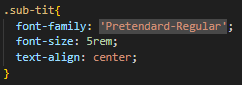 .sub-tit{
font-family: 'Pretendard-Regular';
font-size: 5rem;
text-align: center;
}